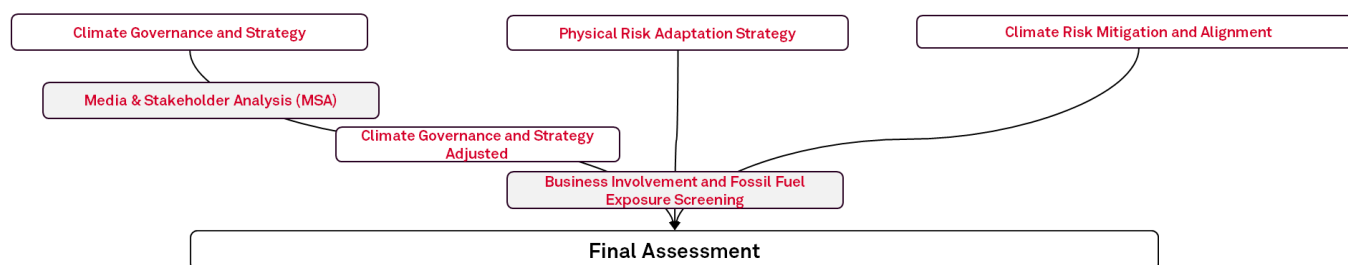 Climate Governance and Strategy
Physical Risk Adaptation Strategy
Climate Risk Mitigation and Alignment
Media & Stakeholder Analysis (MSA)
Climate Governance and Strategy
Adjusted
Business Involvement and Fossil Fuel
Exposure Screening
Final Assessment